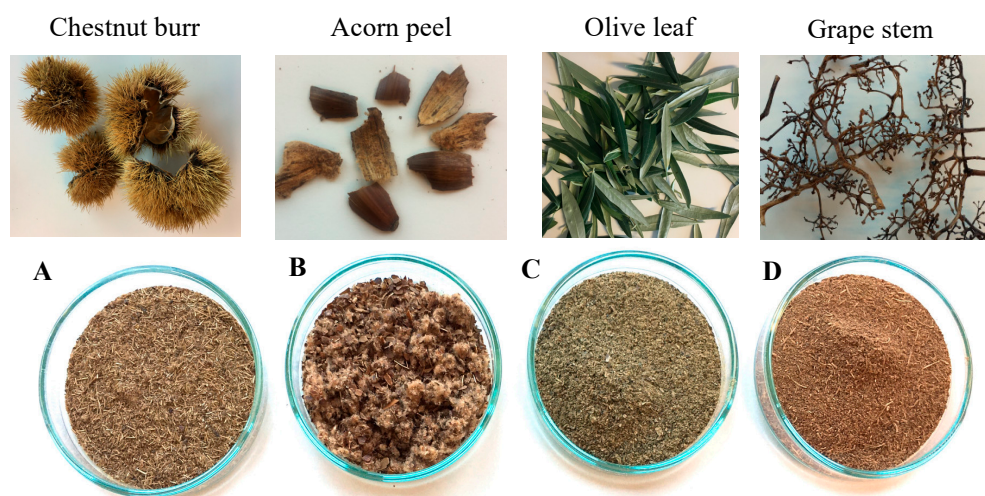 Chestnut burr
Acorn peel
Olive leaf
Grape stem
A
B
C
D